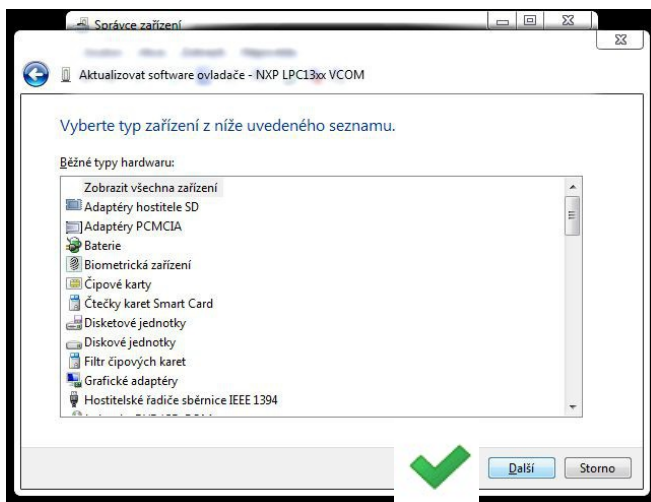 Správce zařízení
Aktualizovat software ovladače - NXP LPC13xx VCOM
Vyberte typ zařízení z níže uvedeného seznamu.
Běžné typy hardwaru:
Zobrazit všechna zařízení
Adaptéry hostitele SD
Adaptéry PCMCIA
Baterie
Biometrická zařízení
Čipové karty
Čtečky karet Smart Card
Disketové jednotky
Diskové jednotky
Filtr čipových karet
Grafické adaptéry
Hostitelské řadiče sběrnice IEEE 1394
Další
Storno